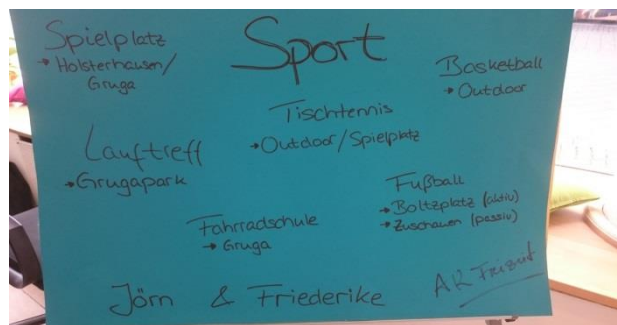 Sport
Spielplatz
→ Holsterhausen/
Gruga
Basketball
→ Outdoor
Tischtennis
→ Outdoor/Spielplatz
Lauftreff
→ Grugapark
Fußball
→ Boltzplatz (aktiv)
→ Zuschauen (passiv)
Fahrradschule
→ Gruga
Jörn & Friederike
AK Freizeit